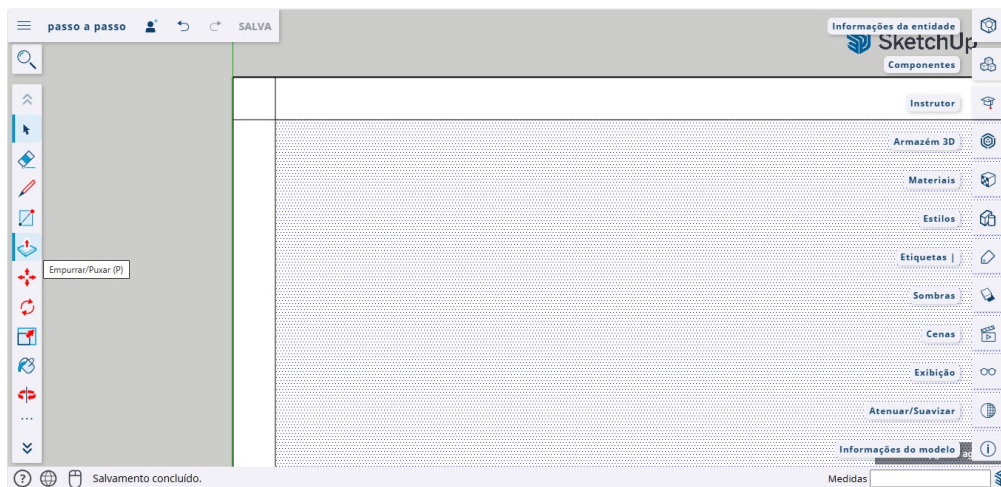 passo a passo SALVA
Informações da entidade
SketchUp
Componentes
Instrutor
Armazém 3D
Materiais
Estilos
Empurrar/Puxar (P)
Etiquetas |
Sombras
Cenas
Exibição
Atenuar/Suavizar
Informações do modelo
Salvamento concluído.
Medidas